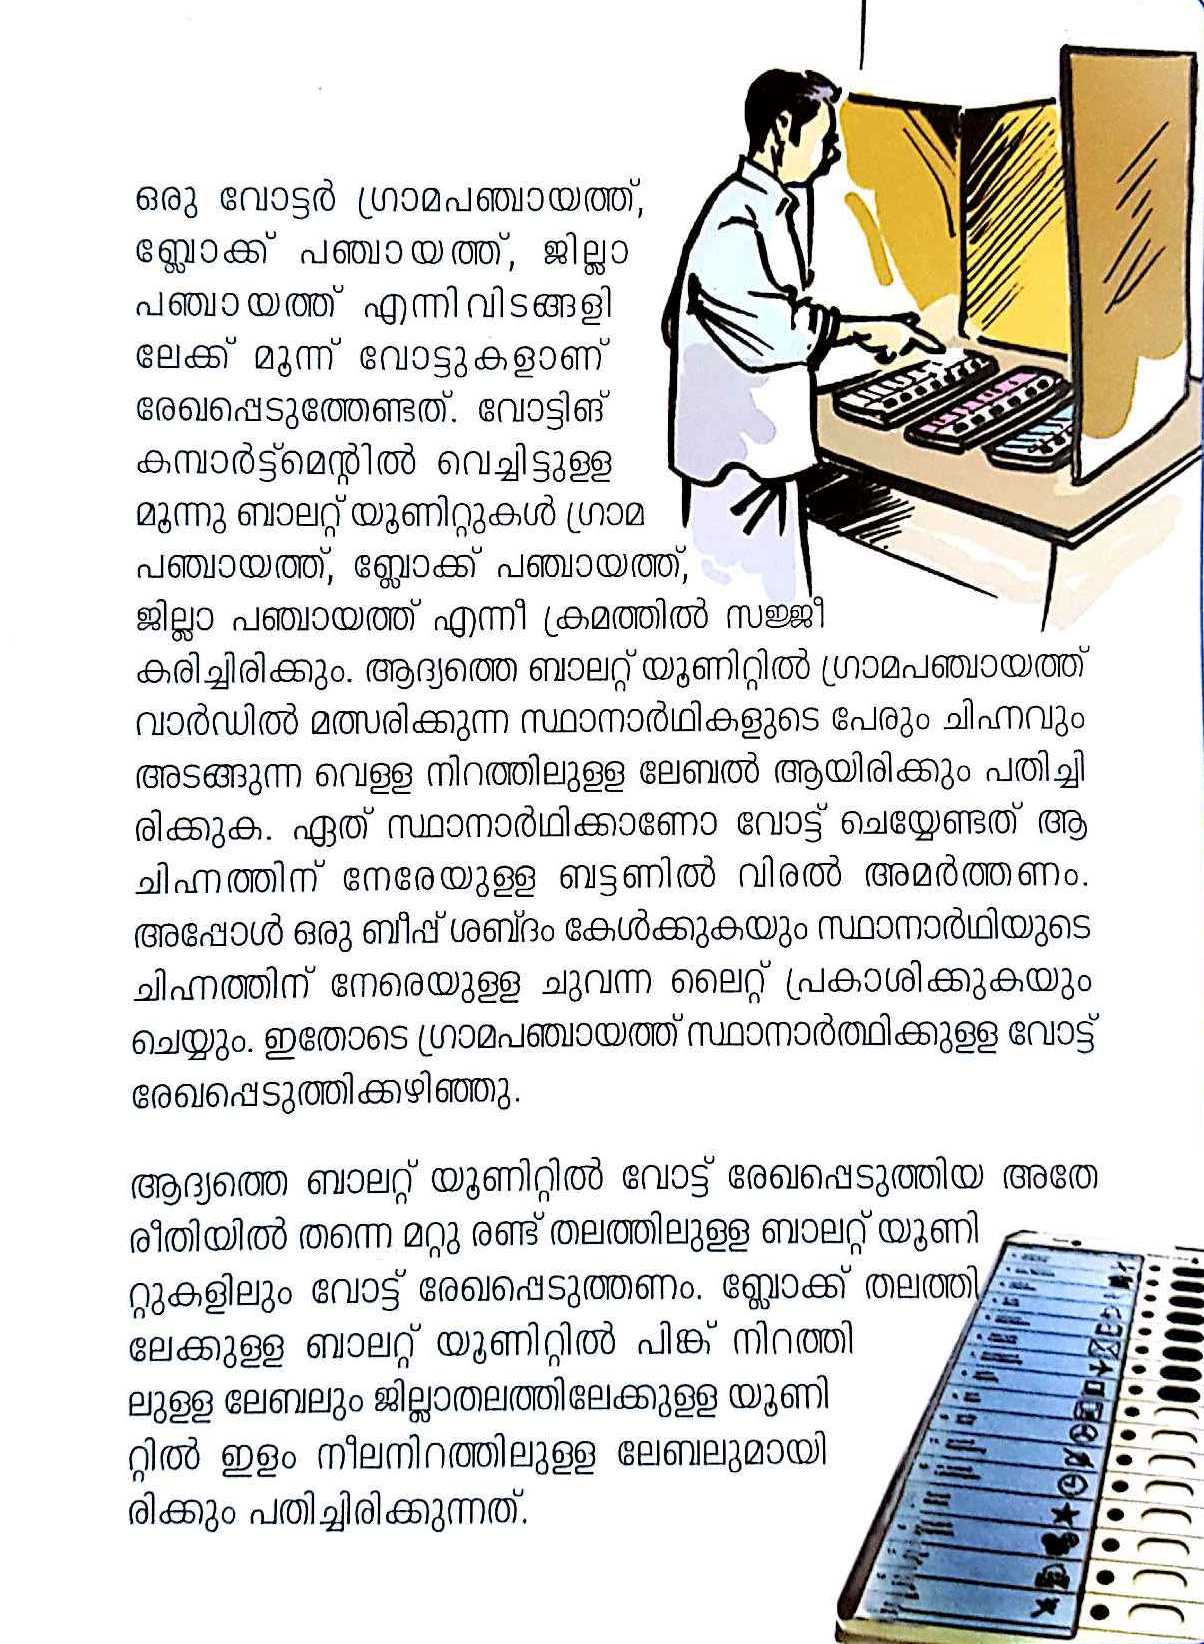 ഒരു വോട്ടർ ഗ്രാമപഞ്ചായത്ത്,
ബ്ലോക്ക് പഞ്ചായത്ത്, ജില്ലാ
പഞ്ചായത്ത് എന്നിവിടങ്ങളി
ലേക്ക് മൂന്ന് വോട്ടുകളാണ്
രേഖപ്പെടുത്തേണ്ടത്. വോട്ടിങ്
കമ്പാർട്ട്മെന്റിൽ വെച്ചിട്ടുള്ള
മൂന്നു ബാലറ്റ് യൂണിറ്റുകൾ ഗ്രാമ
പഞ്ചായത്ത്, ബ്ലോക്ക് പഞ്ചായത്ത്,
ജില്ലാ പഞ്ചായത്ത് എന്നീ ക്രമത്തിൽ സജ്ജീ
കരിച്ചിരിക്കും. ആദ്യത്തെ ബാലറ്റ് യൂണിറ്റിൽ ഗ്രാമപഞ്ചായത്ത്
വാർഡിൽ മത്സരിക്കുന്ന സ്ഥാനാർഥികളുടെ പേരും ചിഹ്നവും
അടങ്ങുന്ന വെള്ള നിറത്തിലുള്ള ലേബൽ ആയിരിക്കും പതിച്ചി
രിക്കുക. ഏത് സ്ഥാനാർഥിക്കാണോ വോട്ട് ചെയ്യേണ്ടത് ആ
ചിഹ്നത്തിന് നേരേയുള്ള ബട്ടണിൽ വിരൽ അമർത്തണം.
അപ്പോൾ ഒരു ബീപ്പ് ശബ്ദം കേൾക്കുകയും സ്ഥാനാർഥിയുടെ
ചിഹ്നത്തിന് നേരെയുള്ള ചുവന്ന ലൈറ്റ് പ്രകാശിക്കുകയും
ചെയ്യും. ഇതോടെ ഗ്രാമപഞ്ചായത്ത് സ്ഥാനാർത്ഥിക്കുള്ള വോട്ട്
രേഖപ്പെടുത്തിക്കഴിഞ്ഞു.
ആദ്യത്തെ ബാലറ്റ് യൂണിറ്റിൽ വോട്ട് രേഖപ്പെടുത്തിയ അതേ
രീതിയിൽ തന്നെ മറ്റു രണ്ട് തലത്തിലുള്ള ബാലറ്റ് യൂണി
റ്റുകളിലും വോട്ട് രേഖപ്പെടുത്തണം. ബ്ലോക്ക് തലത്തി
ലേക്കുള്ള ബാലറ്റ് യൂണിറ്റിൽ പിങ്ക് നിറത്തി
ലുള്ള ലേബലും ജില്ലാതലത്തിലേക്കുള്ള യൂണി
റ്റിൽ ഇളം നീലനിറത്തിലുള്ള ലേബലുമായി
രിക്കും പതിച്ചിരിക്കുന്നത്.